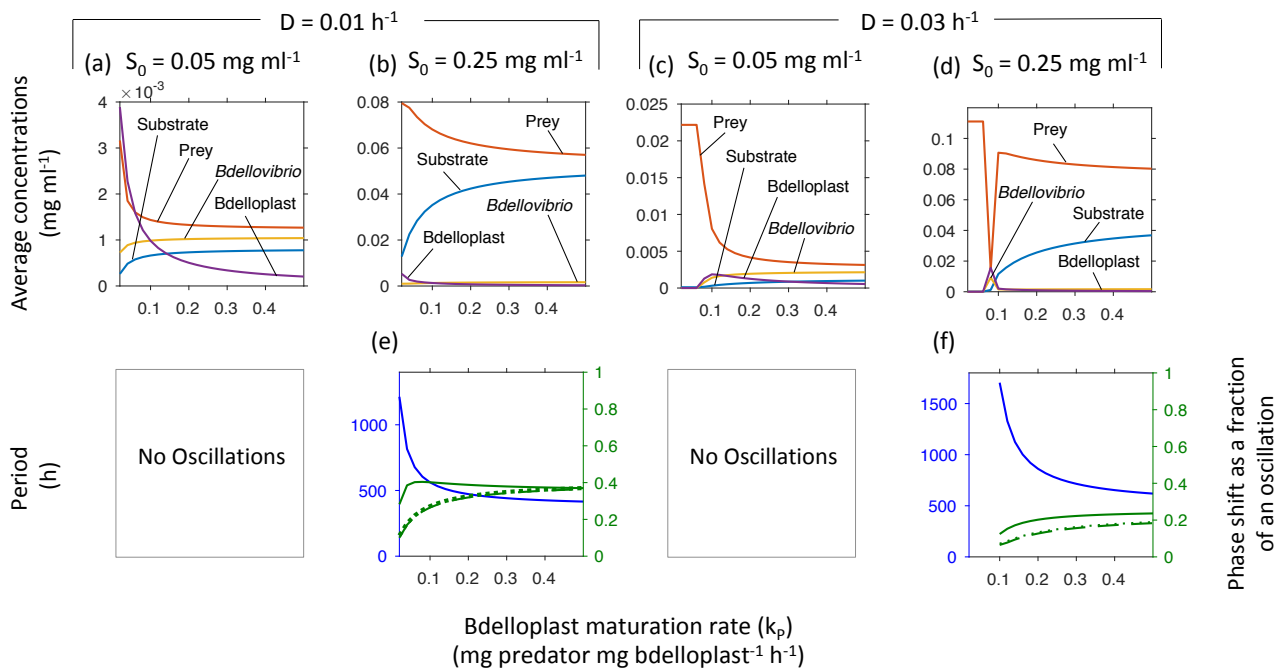 D = 0.01 h-1
D = 0.03 h-1
(a) S0 = 0.05 mg ml-1
(b) S0 = 0.25 mg ml-1
(c) S0 = 0.05 mg ml-1
(d) S0 = 0.25 mg ml-1
Average concentrations
(mg ml-1)
× 10-3
4
3
2
1
0
Substrate
Prey
Bdellovibrio
Bdelloplast
0.1 0.2 0.3 0.4
0.08
0.06
0.04
0.02
0
Prey
Substrate
Bdellovibrio
Bdelloplast
0.1 0.2 0.3 0.4
0.025
0.02
0.015
0.01
0.005
0
Prey
Substrate
Bdelloplast
Bdellovibrio
0.1 0.2 0.3 0.4
0.1
0.08
0.06
0.04
0.02
0
Prey
Bdellovibrio
Substrate
Bdelloplast
0.1 0.2 0.3 0.4
Period
(h)
No Oscillations
(e)
1000
500
0
1
0.8
0.6
0.4
0.2
0
0.1 0.2 0.3 0.4
No Oscillations
(f)
1500
1000
500
0
1
0.8
0.6
0.4
0.2
0
0.1 0.2 0.3 0.4
Phase shift as a fraction
of an oscillation
Bdelloplast maturation rate (kP)
(mg predator mg bdelloplast-1 h-1)